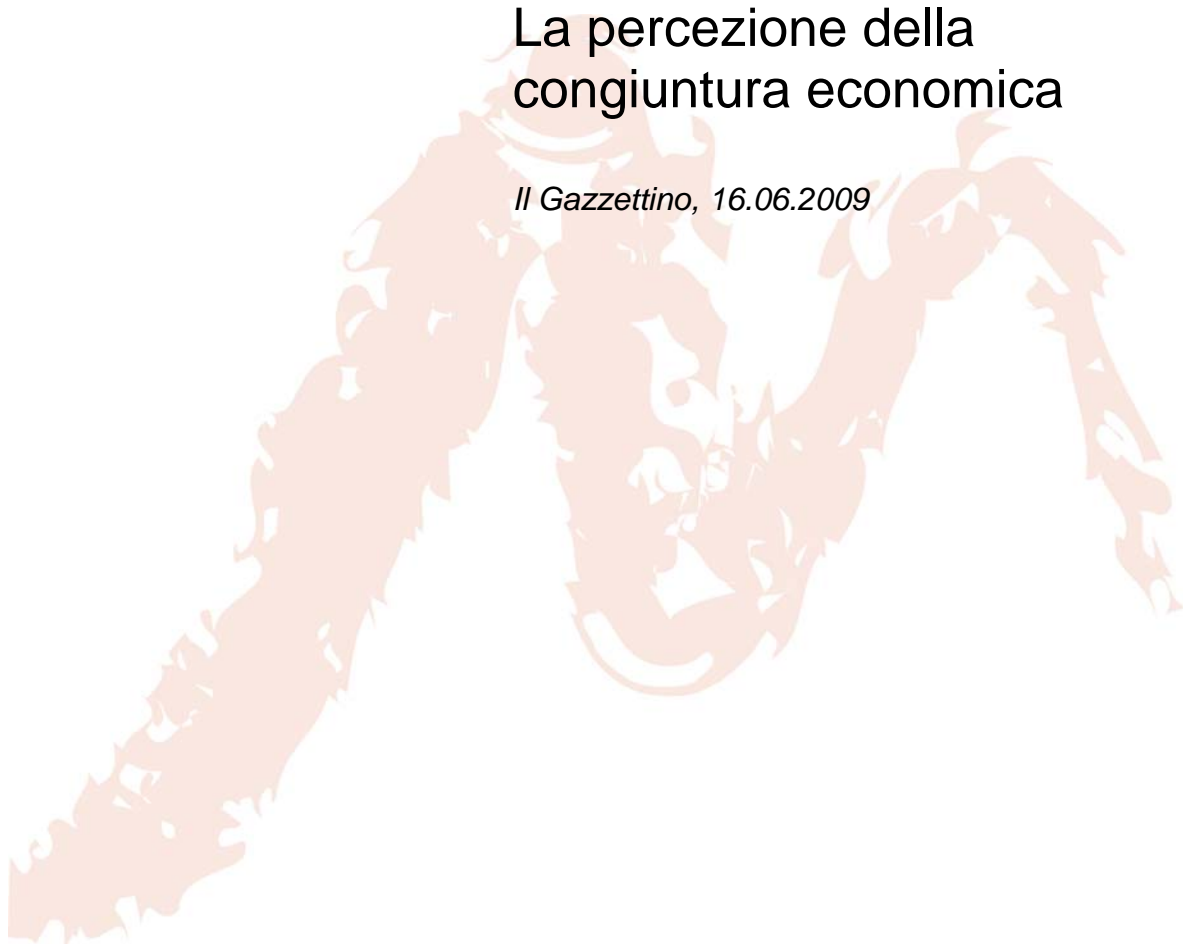 La percezione della
congiuntura economica
Il Gazzettino, 16.06.2009